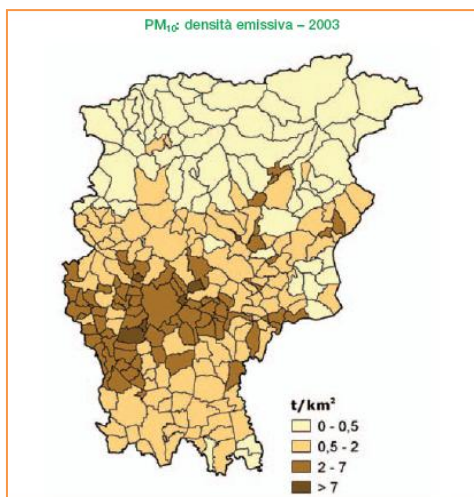 PM₁₀: densità emissiva – 2003
t/km²
0 - 0,5
0,5 - 2
2 - 7
> 7